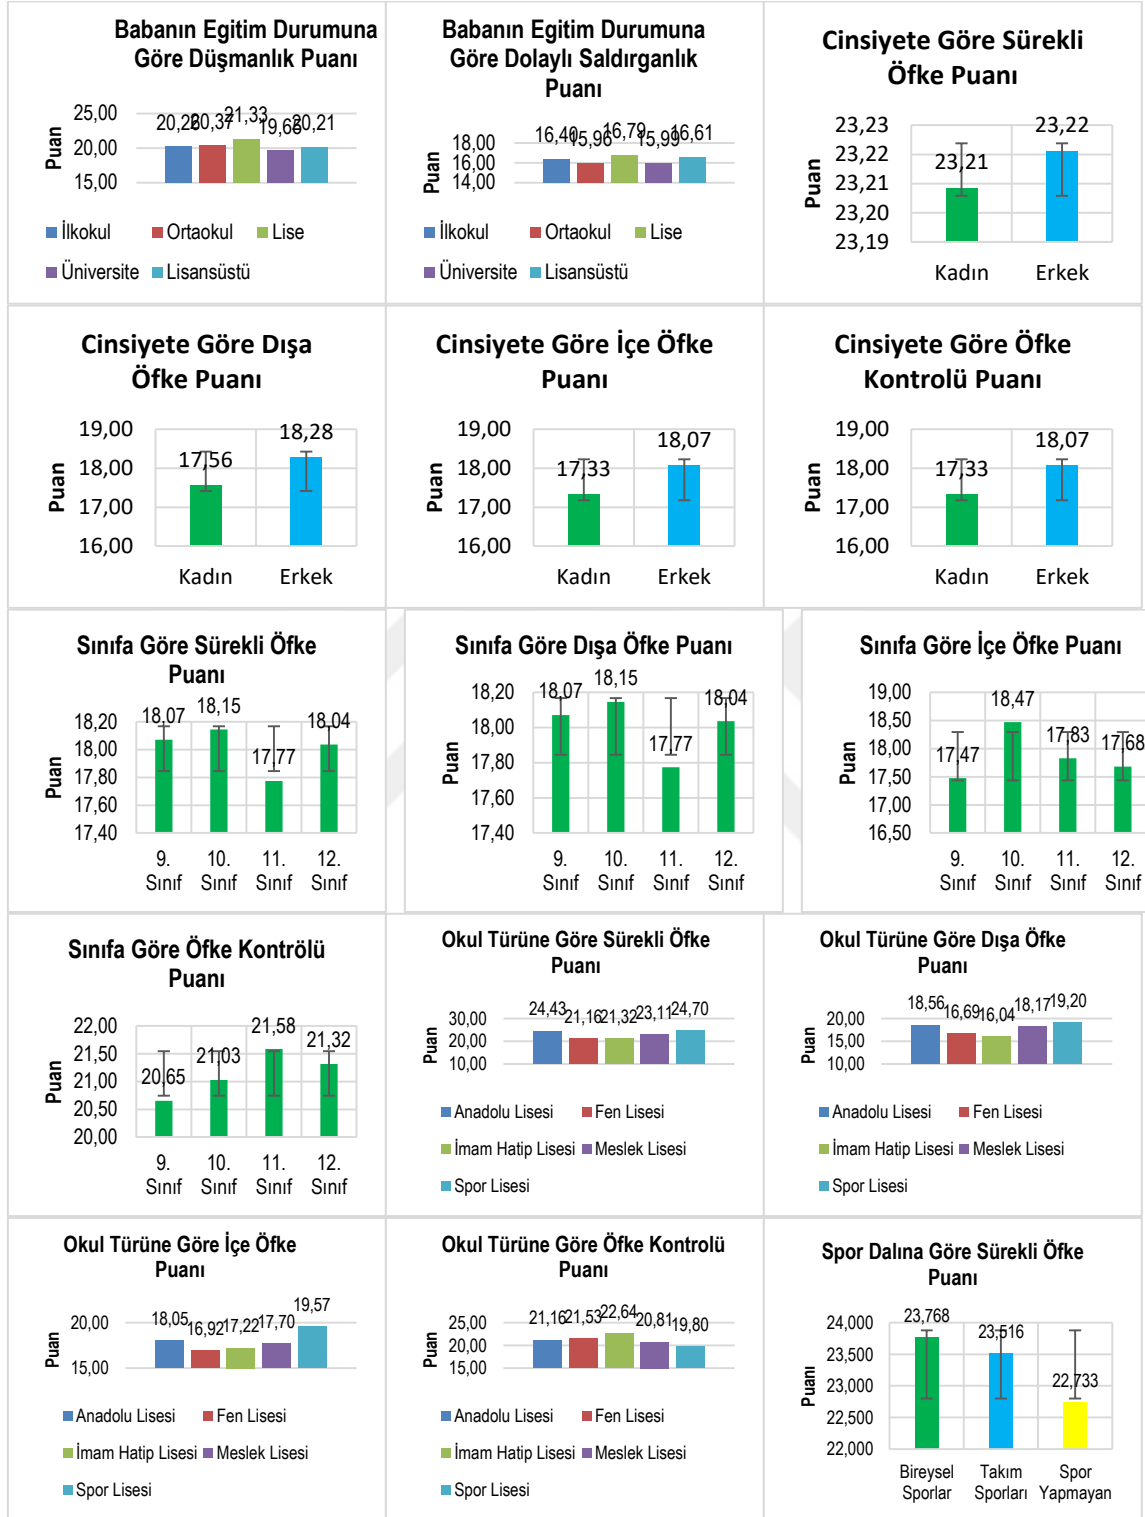 Babanın Egitim Durumuna
Göre Düşmanlık Puanı
25,00
20,00
15,00
Puan
20,26 20,37 21,33 19,66 20,21
İlkokul Ortaokul Lise
Üniversite Lisansüstü
Babanın Egitim Durumuna
Göre Dolaylı Saldırganlık
Puanı
18,00
16,00
14,00
Puan
16,40 15,96 16,79 15,99 16,61
İlkokul Ortaokul Lise
Üniversite Lisansüstü
Cinsiyete Göre Sürekli
Öfke Puanı
23,23
23,22
23,21
23,20
23,19
Puan
23,21 23,22
Kadın Erkek
Cinsiyete Göre Dışa
Öfke Puanı
19,00
18,00
17,00
16,00
Puan
17,56 18,28
Kadın Erkek
Cinsiyete Göre İçe Öfke
Puanı
19,00
18,00
17,00
16,00
Puan
17,33 18,07
Kadın Erkek
Cinsiyete Göre Öfke
Kontrolü Puanı
19,00
18,00
17,00
16,00
Puan
17,33 18,07
Kadın Erkek
Sınıfa Göre Sürekli Öfke
Puanı
18,20
18,00
17,80
17,60
17,40
Puan
18,07 18,15 17,77 18,04
9. 10. 11. 12.
Sınıf Sınıf Sınıf Sınıf
Sınıfa Göre Dışa Öfke Puanı
18,20
18,00
17,80
17,60
17,40
Puan
18,07 18,15 17,77 18,04
9. 10. 11. 12.
Sınıf Sınıf Sınıf Sınıf
Sınıfa Göre İçe Öfke Puanı
19,00
18,50
18,00
17,50
17,00
16,50
Puan
17,47 18,47 17,83 17,68
9. 10. 11. 12.
Sınıf Sınıf Sınıf Sınıf
Sınıfa Göre Öfke Kontrölü
Puanı
22,00
21,50
21,00
20,50
20,00
Puan
20,65 21,03 21,58 21,32
9. 10. 11. 12.
Sınıf Sınıf Sınıf Sınıf
Okul Türüne Göre Sürekli Öfke
Puanı
30,00
20,00
10,00
Puan
24,43 21,16 21,32 23,11 24,70
Anadolu Lisesi Fen Lisesi
İmam Hatip Lisesi Meslek Lisesi
Spor Lisesi
Okul Türüne Göre Dışa Öfke
Puanı
20,00
15,00
10,00
Puan
18,56 16,69 16,04 18,17 19,20
Anadolu Lisesi Fen Lisesi
İmam Hatip Lisesi Meslek Lisesi
Spor Lisesi
Okul Türüne Göre İçe Öfke
Puanı
20,00
15,00
Puan
18,05 16,92 17,22 17,70 19,57
Anadolu Lisesi Fen Lisesi
İmam Hatip Lisesi Meslek Lisesi
Spor Lisesi
Okul Türüne Göre Öfke Kontrolü
Puanı
25,00
20,00
15,00
Puan
21,16 21,53 22,64 20,81 19,80
Anadolu Lisesi Fen Lisesi
İmam Hatip Lisesi Meslek Lisesi
Spor Lisesi
Spor Dalına Göre Sürekli Öfke
Puanı
24,000
23,500
23,000
22,500
22,000
Puanı
23,768 23,516 22,733
Bireysel Takım Spor
Sporlar Sporları Yapmayan